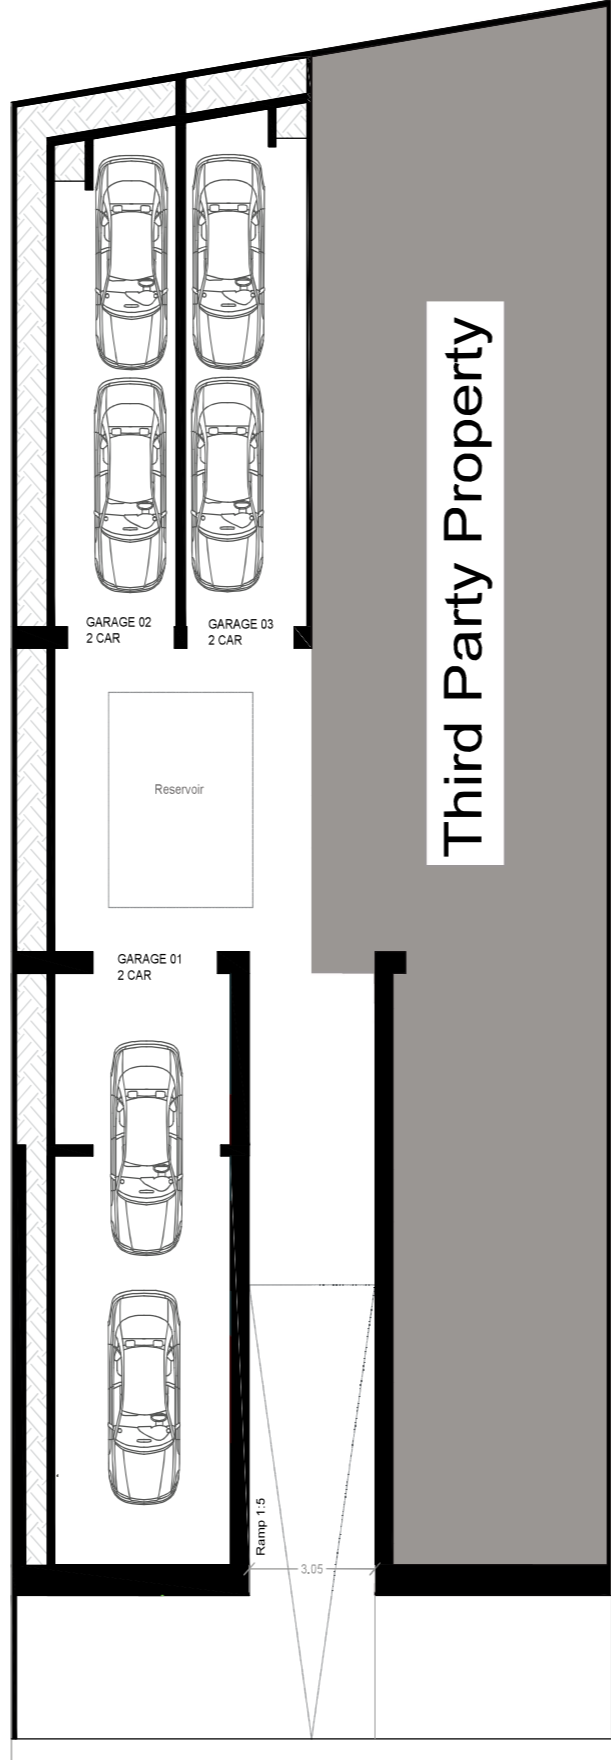 Third Party Property
GARAGE 02
2 CAR
GARAGE 03
2 CAR
Reservoir
GARAGE 01
2 CAR
Ramp 1:5
3.05